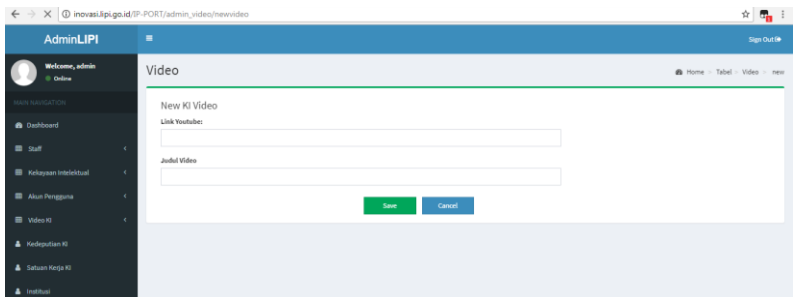 inovasi.lipi.go.id/IP-PORT/admin_video/newvideo
AdminLIPI
Sign Out
Welcome, admin
Online
Video
Home > Tabel > Video > new
MAIN NAVIGATION
New KI Video
Link Youtube:
Dashboard
Staff
Judul Video
Kekayaan Intelektual
Akun Pengguna
Save
Cancel
Video KI
Kedeputian KI
Satuan Kerja KI
Institusi